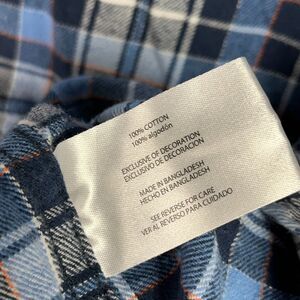 100% COTTON
100% algodón
EXCLUSIVE OF DECORATION
EXCLUSIVO DE DECORACION
MADE IN BANGLADESH
HECHO EN BANGLADESH
SEE REVERSE FOR CARE
VER AL REVERSO PARA CUIDADO